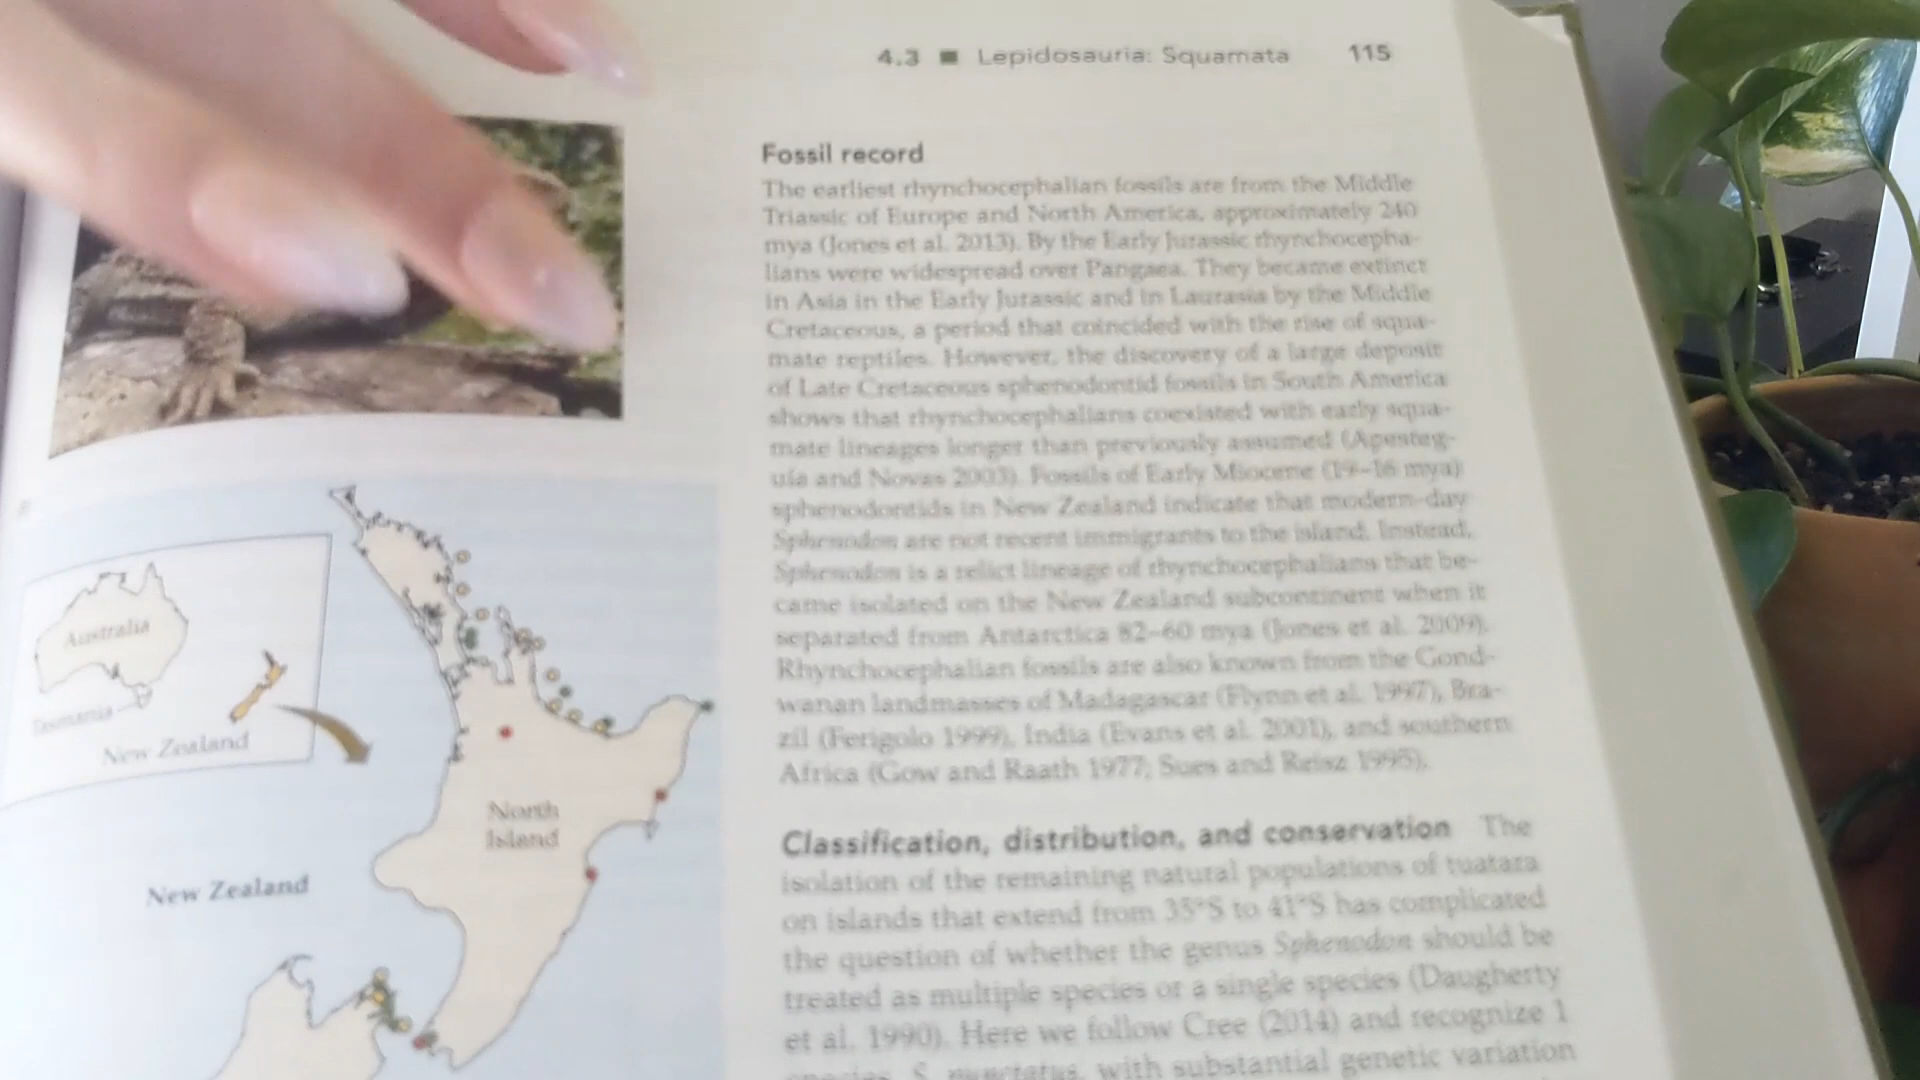 4.3 ■ Lepidosauria: Squamata 115
Australia
Tasmania
New Zealand
North
Island
New Zealand
Fossil record
The earliest rhynchocephalian fossils are from the Middle
Triassic of Europe and North America, approximately 240
mya (Jones et al. 2013). By the Early Jurassic rhynchocepha-
lians were widespread over Pangaea. They became extinct
in Asia in the Early Jurassic and in Laurasia by the Middle
Cretaceous, a period that coincided with the rise of squa-
mate reptiles. However, the discovery of a large deposit
of Late Cretaceous sphenodontid fossils in South America
shows that rhynchocephalians coexisted with early squa-
mate lineages longer than previously assumed (Apesteg-
uía and Novas 2003). Fossils of Early Miocene (19–16 mya)
sphenodontids in New Zealand indicate that modern-day
Sphenodon are not recent immigrants to the island. Instead,
Sphenodon is a relict lineage of rhynchocephalians that be-
came isolated on the New Zealand subcontinent when it
separated from Antarctica 82–60 mya (Jones et al. 2009).
Rhynchocephalian fossils are also known from the Gond-
wanan landmasses of Madagascar (Flynn et al. 1997), Bra-
zil (Ferigolo 1999), India (Evans et al. 2001), and southern
Africa (Gow and Raath 1977; Sues and Reisz 1995).
Classification, distribution, and conservation The
isolation of the remaining natural populations of tuatara
on islands that extend from 35°S to 41°S has complicated
the question of whether the genus Sphenodon should be
treated as multiple species or a single species (Daugherty
et al. 1990). Here we follow Cree (2014) and recognize 1
species, S. punctatus, with substantial genetic variation